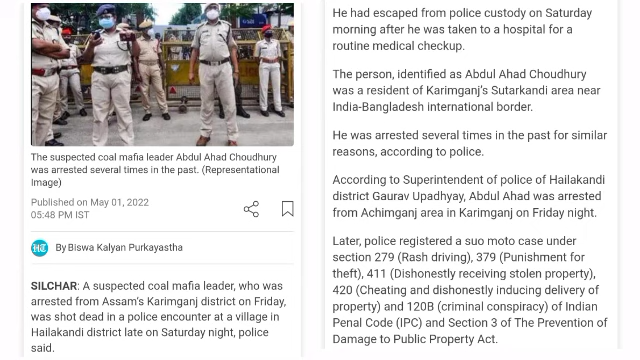 The suspected coal mafia leader Abdul Ahad Choudhury
was arrested several times in the past. (Representational
Image)
Published on May 01, 2022
05:48 PM IST
HT
By Biswa Kalyan Purkayastha
SILCHAR: A suspected coal mafia leader, who was
arrested from Assam's Karimganj district on Friday,
was shot dead in a police encounter at a village in
Hailakandi district late on Saturday night, police
said.
He had escaped from police custody on Saturday
morning after he was taken to a hospital for a
routine medical checkup.
The person, identified as Abdul Ahad Choudhury
was a resident of Karimganj's Sutarkandi area near
India-Bangladesh international border.
He was arrested several times in the past for similar
reasons, according to police.
According to Superintendent of police of Hailakandi
district Gaurav Upadhyay, Abdul Ahad was arrested
from Achimganj area in Karimganj on Friday night.
Later, police registered a suo moto case under
section 279 (Rash driving), 379 (Punishment for
theft), 411 (Dishonestly receiving stolen property),
420 (Cheating and dishonestly inducing delivery of
property) and 120B (criminal conspiracy) of Indian
Penal Code (IPC) and Section 3 of The Prevention of
Damage to Public Property Act.